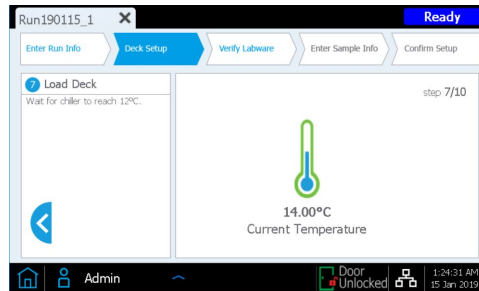 Run190115_1
Ready
Enter Run Info
Deck Setup
Verify Labware
Enter Sample Info
Confirm Setup
7 Load Deck
Wait for chiller to reach 12ºC.
step 7/10
14.00°C
Current Temperature
Admin
Door
Unlocked
1:24:31 AM
15 Jan 2019